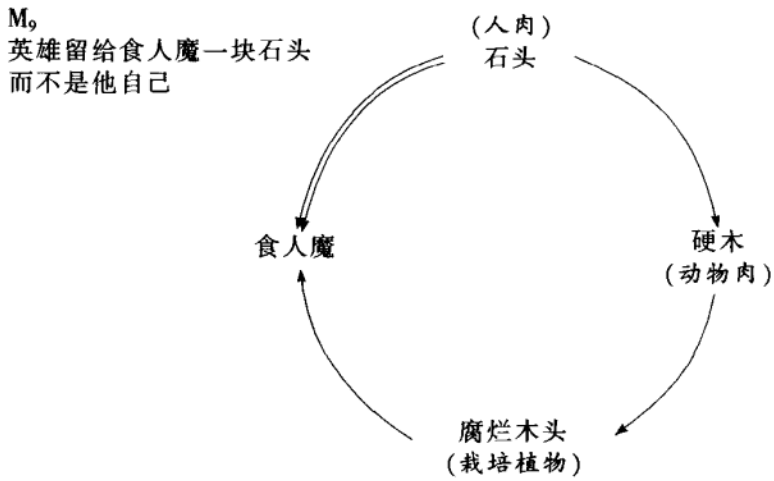 M₉
英雄留给食人魔一块石头
而不是他自己
(人肉)
石头
食人魔
硬木
(动物肉)
腐烂木头
(栽培植物)